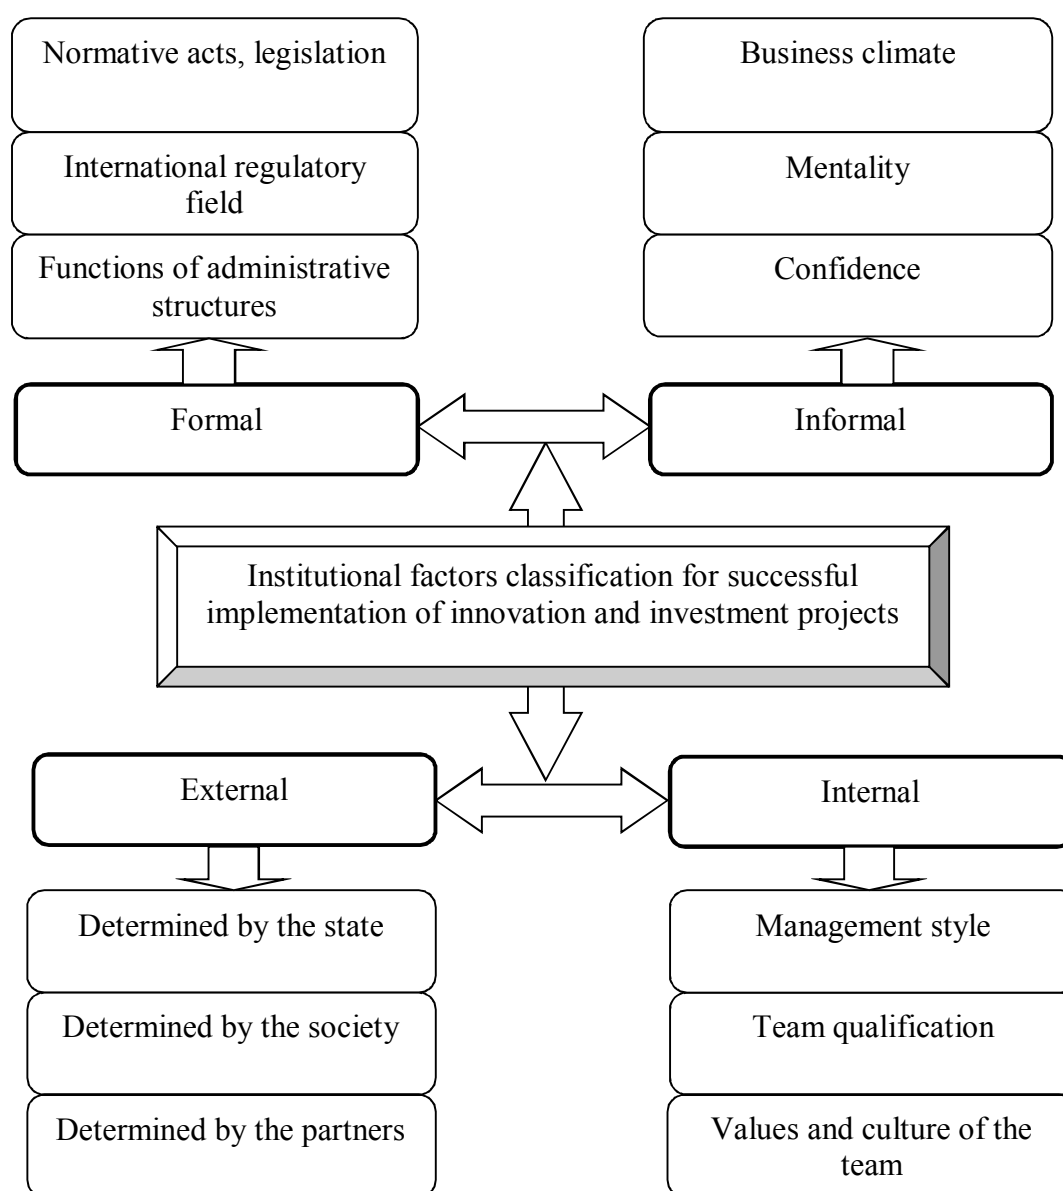 Normative acts, legislation
International regulatory
field
Functions of administrative
structures
Business climate
Mentality
Confidence
Formal
Informal
Institutional factors classification for successful
implementation of innovation and investment projects
External
Internal
Determined by the state
Determined by the society
Determined by the partners
Management style
Team qualification
Values and culture of the
team